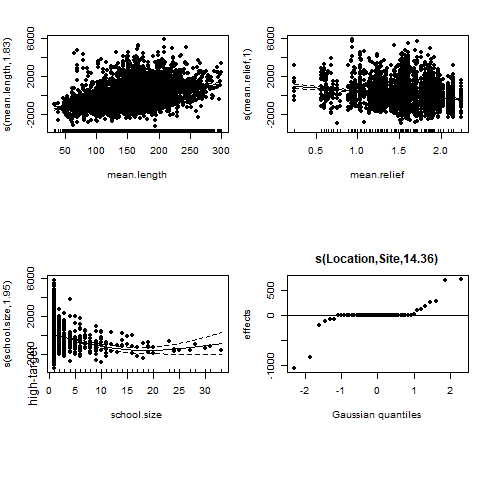 s(mean.length,1.83)
-2000 2000 6000
50 100 150 200 250 300
mean.length
s(mean.relief,1)
-2000 2000 6000
0.5 1.0 1.5 2.0
mean.relief
s(school.size,1.95)
high-targ
-2000 2000 6000
0 5 10 15 20 25 30
school.size
s(Location,Site,14.36)
effects
-1000 0 500
-2 -1 0 1 2
Gaussian quantiles